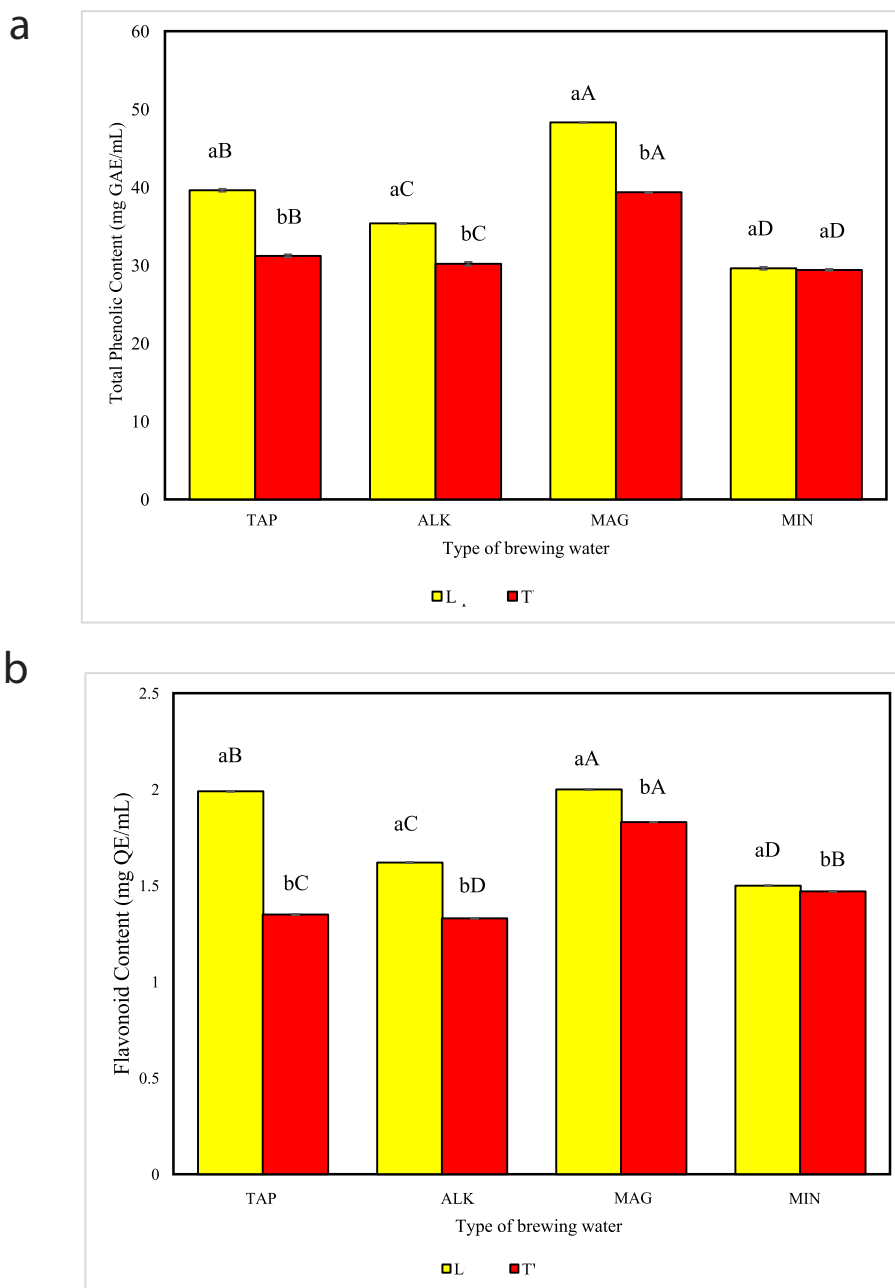 a
60
50
40
30
20
10
0
Total Phenolic Content (mg GAE/mL)
aB
bB
aC
bC
aA
bA
aD
aD
TAP ALK MAG MIN
Type of brewing water
L T
b
2.5
2
1.5
1
0.5
0
Flavonoid Content (mg QE/mL)
aB
bC
aC
bD
aA
bA
aD
bB
TAP ALK MAG MIN
Type of brewing water
L T